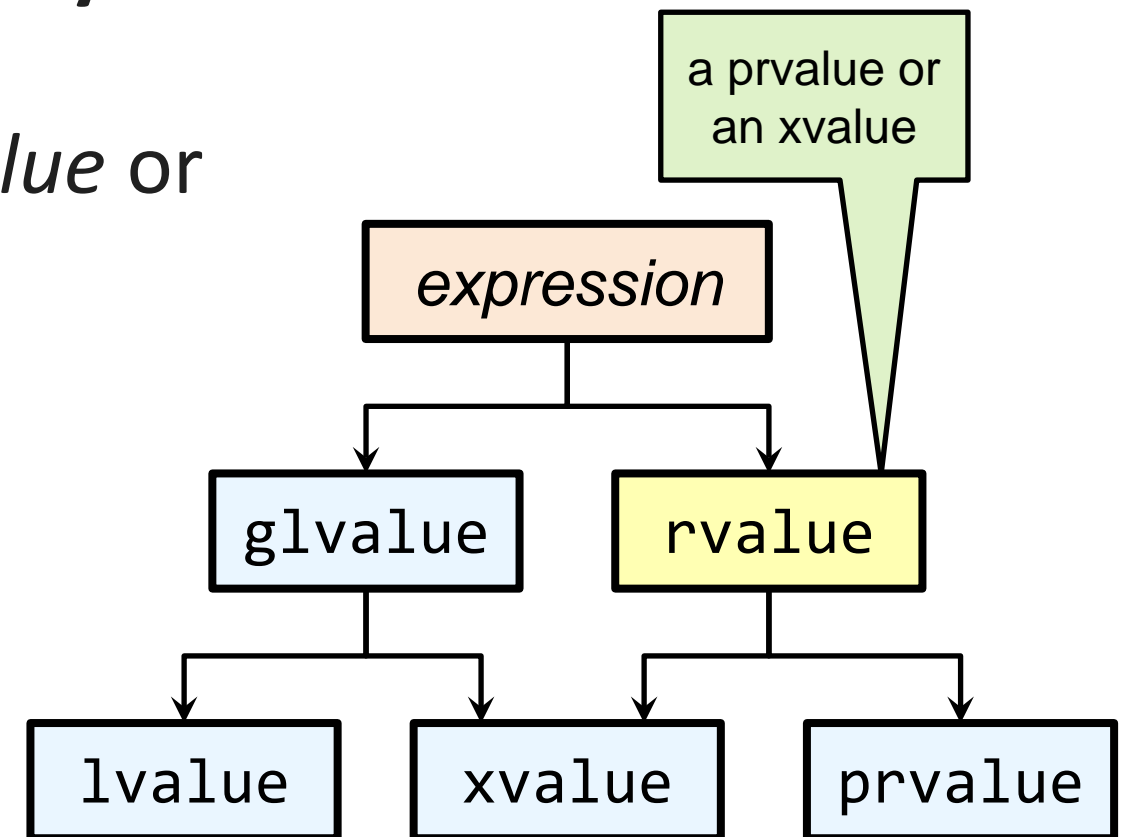 a prvalue or
an xvalue
lue or
expression
glvalue rvalue
lvalue xvalue prvalue